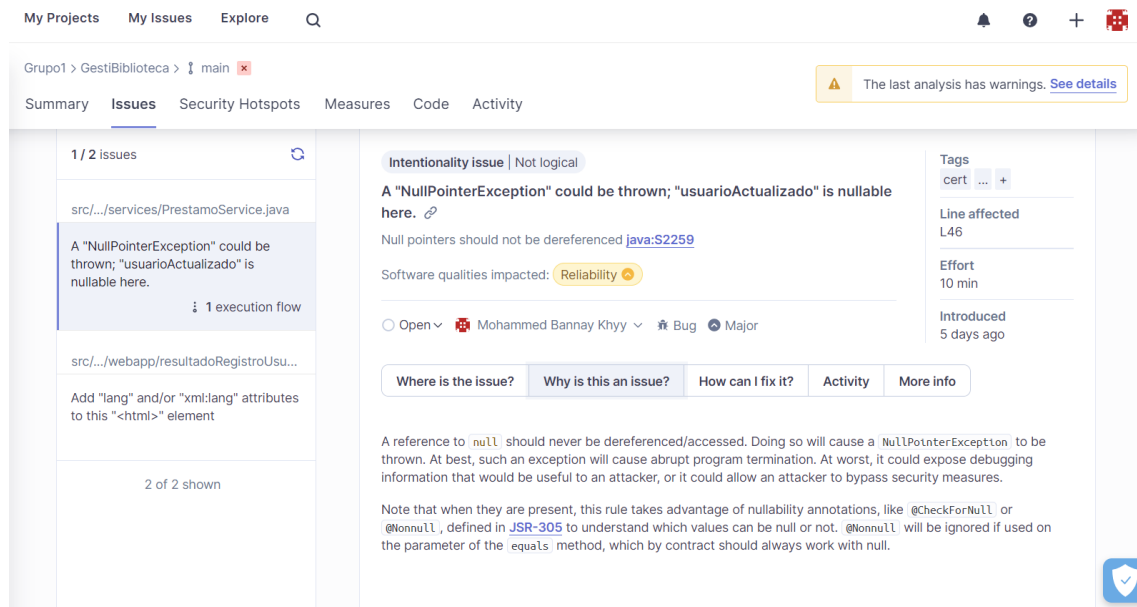 My Projects My Issues Explore
Grupo1 > GestiBiblioteca > main
The last analysis has warnings. See details
Summary Issues Security Hotspots Measures Code Activity
1 / 2 issues
src/.../services/PrestamoService.java
A "NullPointerException" could be
thrown; "usuarioActualizado" is
nullable here.
1 execution flow
src/.../webapp/resultadoRegistroUsu...
Add "lang" and/or "xml:lang" attributes
to this "<html>" element
2 of 2 shown
Intentionality issue | Not logical
A "NullPointerException" could be thrown; "usuarioActualizado" is nullable
here.
Null pointers should not be dereferenced java:S2259
Software qualities impacted: Reliability
Open Mohammed Bannay Khyy Bug Major
Tags
cert ... +
Line affected
L46
Effort
10 min
Introduced
5 days ago
Where is the issue? Why is this an issue? How can I fix it? Activity More info
A reference to null should never be dereferenced/accessed. Doing so will cause a NullPointerException to be
thrown. At best, such an exception will cause abrupt program termination. At worst, it could expose debugging
information that would be useful to an attacker, or it could allow an attacker to bypass security measures.
Note that when they are present, this rule takes advantage of nullability annotations, like @CheckForNull or
@Nonnull, defined in JSR-305 to understand which values can be null or not. @Nonnull will be ignored if used on
the parameter of the equals method, which by contract should always work with null.